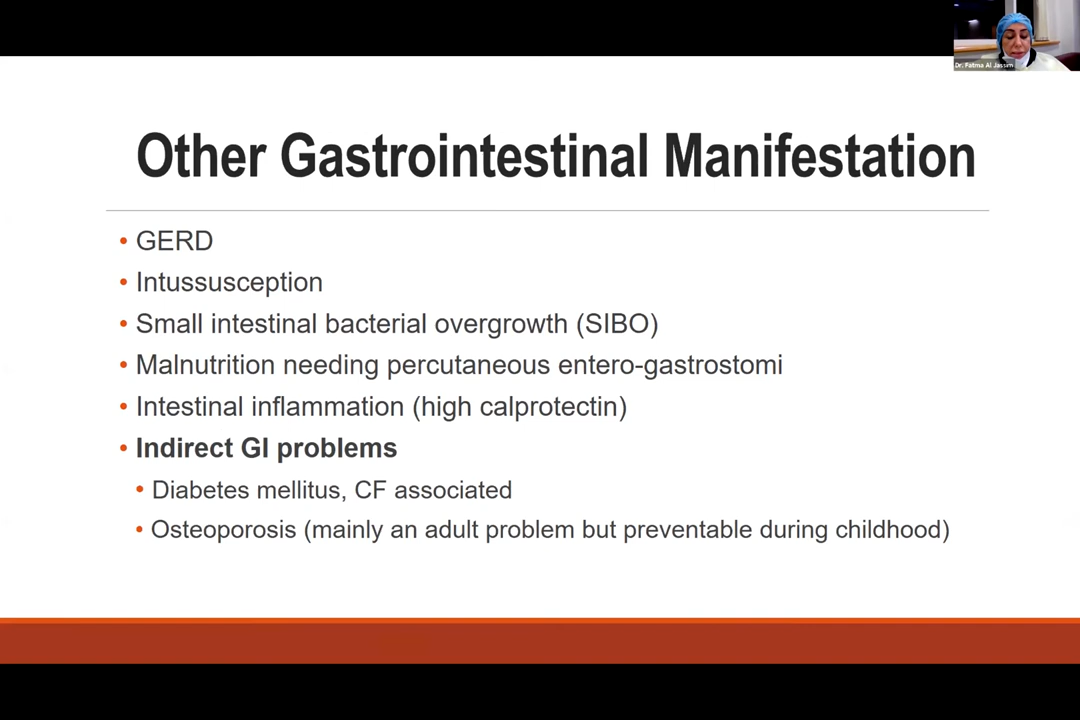 Dr. Fatma Al Jassim
Other Gastrointestinal Manifestation
• GERD
• Intussusception
• Small intestinal bacterial overgrowth (SIBO)
• Malnutrition needing percutaneous entero-gastrostomi
• Intestinal inflammation (high calprotectin)
• Indirect GI problems
• Diabetes mellitus, CF associated
• Osteoporosis (mainly an adult problem but preventable during childhood)